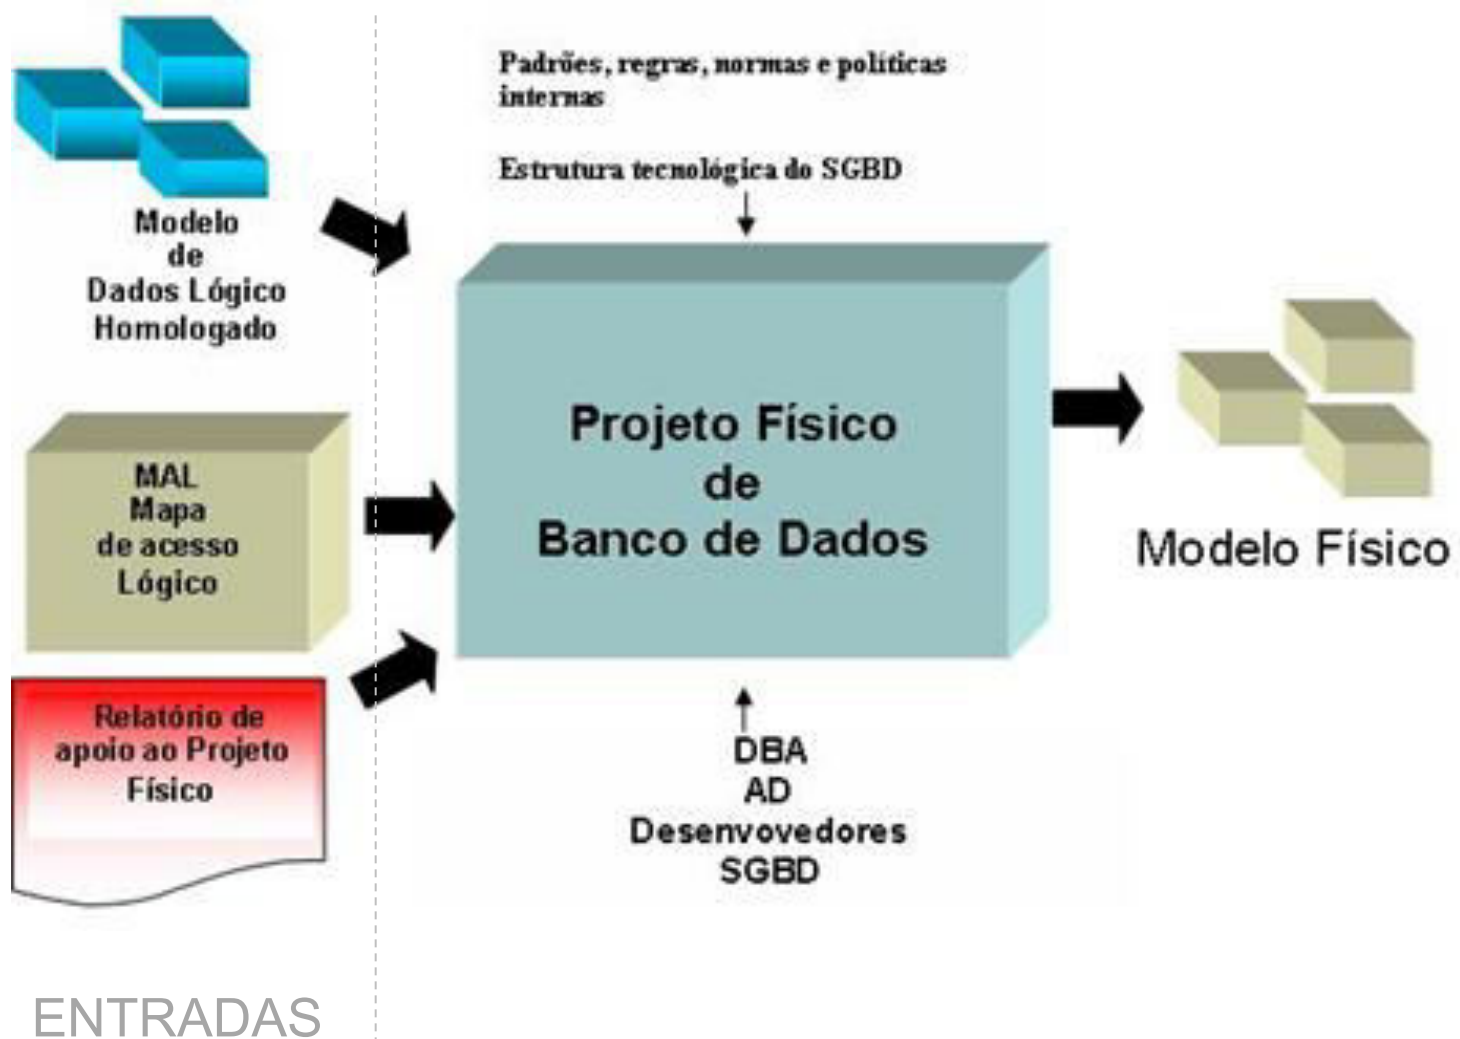 Padrões, regras, normas e políticas
internas
Estrutura tecnológica do SGBD
Modelo
de
Dados Lógico
Homologado
MAL
Mapa
de acesso
Lógico
Relatório de
apoio ao Projeto
Físico
Projeto Físico
de
Banco de Dados
Modelo Físico
DBA
AD
Desenvovedores
SGBD
ENTRADAS